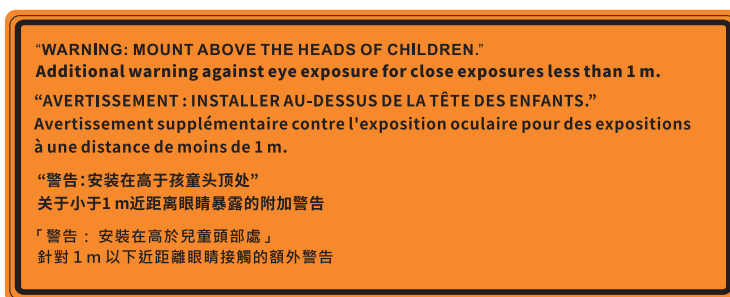 “WARNING: MOUNT ABOVE THE HEADS OF CHILDREN.”
Additional warning against eye exposure for close exposures less than 1 m.
“AVERTISSEMENT : INSTALLER AU-DESSUS DE LA TÊTE DES ENFANTS.”
Avertissement supplémentaire contre l'exposition oculaire pour des expositions
à une distance de moins de 1 m.
“警告:安装在高于孩童头顶处”
关于小于1 m近距离眼睛暴露的附加警告
「警告： 安裝在高於兒童頭部處」
針對 1 m 以下近距離眼睛接觸的額外警告